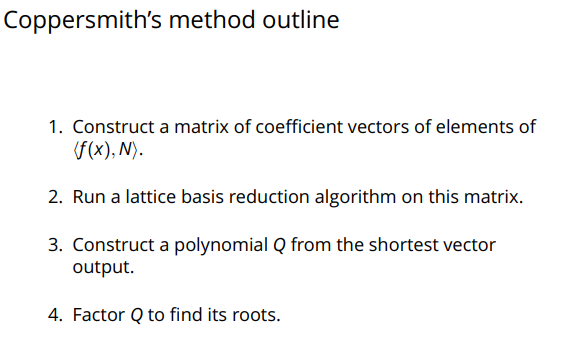 Coppersmith's method outline
1. Construct a matrix of coefficient vectors of elements of
⟨f(x), N⟩.
2. Run a lattice basis reduction algorithm on this matrix.
3. Construct a polynomial Q from the shortest vector
output.
4. Factor Q to find its roots.